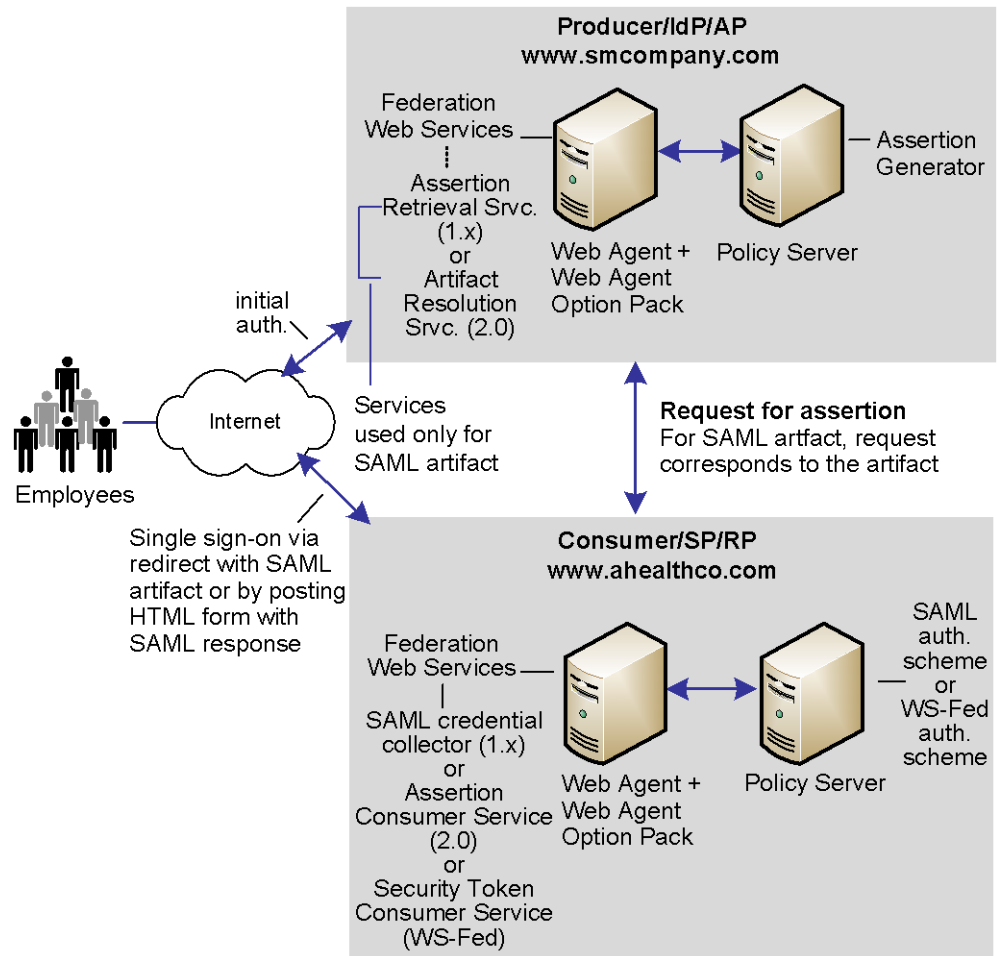 Producer/IdP/AP
www.smcompany.com
Federation
Web Services
Assertion
Retrieval Srvc.
(1.x)
or
Artifact
Resolution
Srvc. (2.0)
Web Agent +
Web Agent
Option Pack
Policy Server
Assertion
Generator
initial
auth.
Internet
Employees
Services
used only for
SAML artifact
Request for assertion
For SAML artfact, request
corresponds to the artifact
Single sign-on via
redirect with SAML
artifact or by posting
HTML form with
SAML response
Consumer/SP/RP
www.ahealthco.com
Federation
Web Services
SAML credential
collector (1.x)
or
Assertion
Consumer Service
(2.0)
or
Security Token
Consumer Service
(WS-Fed)
Web Agent +
Web Agent
Option Pack
Policy Server
SAML
auth.
scheme
or
WS-Fed
auth.
scheme